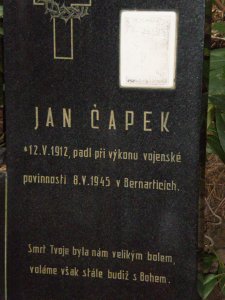 JAN ČAPEK
*12.V.1912, padl při výkonu vojenské
povinnosti 8.V.1945 v Bernarticích.
Smrt Tvoje byla nám velikým bolem,
voláme však stále budiž s Bohem.